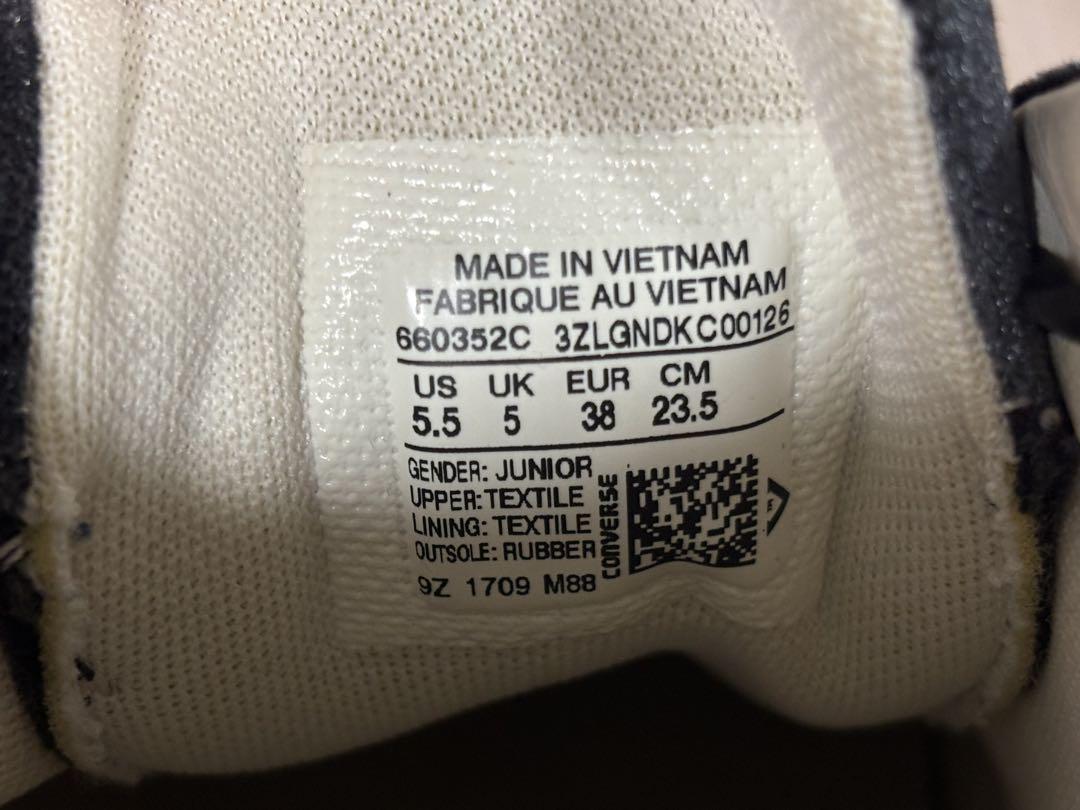 MADE IN VIETNAM
FABRIQUE AU VIETNAM
660352C 3ZLGNDKC00126
US UK EUR CM
5.5 5 38 23.5
GENDER: JUNIOR
UPPER: TEXTILE
LINING: TEXTILE
OUTSOLE: RUBBER
9Z 1709 M88
CONVERSE